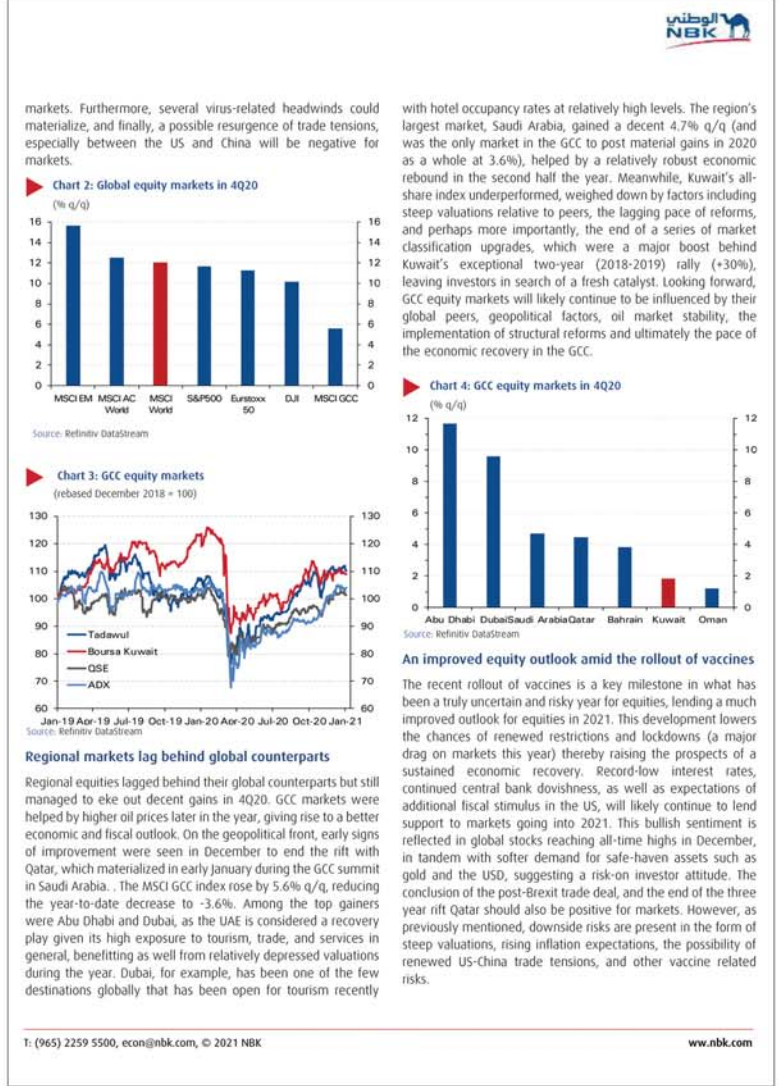 الوطني
NBK
markets. Furthermore, several virus-related headwinds could
materialize, and finally, a possible resurgence of trade tensions,
especially between the US and China will be negative for
markets.
Chart 2: Global equity markets in 4Q20
(% q/q)
16 16
14 14
12 12
10 10
8 8
6 6
4 4
2 2
0 0
MSCI EM MSCI AC World MSCI World S&P500 Eurstoxx 50 DJI MSCI GCC
Source: Refinitiv DataStream
Chart 3: GCC equity markets
(rebased December 2018 = 100)
130 130
120 120
110 110
100 100
90 90
80 80
70 70
60 60
Tadawul
Boursa Kuwait
QSE
ADX
Jan-19 Apr-19 Jul-19 Oct-19 Jan-20 Apr-20 Jul-20 Oct-20 Jan-21
Source: Refinitiv DataStream
Regional markets lag behind global counterparts
Regional equities lagged behind their global counterparts but still
managed to eke out decent gains in 4Q20. GCC markets were
helped by higher oil prices later in the year, giving rise to a better
economic and fiscal outlook. On the geopolitical front, early signs
of improvement were seen in December to end the rift with
Qatar, which materialized in early January during the GCC summit
in Saudi Arabia. . The MSCI GCC index rose by 5.6% q/q, reducing
the year-to-date decrease to -3.6%. Among the top gainers
were Abu Dhabi and Dubai, as the UAE is considered a recovery
play given its high exposure to tourism, trade, and services in
general, benefitting as well from relatively depressed valuations
during the year. Dubai, for example, has been one of the few
destinations globally that has been open for tourism recently
with hotel occupancy rates at relatively high levels. The region's
largest market, Saudi Arabia, gained a decent 4.7% q/q (and
was the only market in the GCC to post material gains in 2020
as a whole at 3.6%), helped by a relatively robust economic
rebound in the second half the year. Meanwhile, Kuwait's all-
share index underperformed, weighed down by factors including
steep valuations relative to peers, the lagging pace of reforms,
and perhaps more importantly, the end of a series of market
classification upgrades, which were a major boost behind
Kuwait's exceptional two-year (2018-2019) rally (+30%),
leaving investors in search of a fresh catalyst. Looking forward,
GCC equity markets will likely continue to be influenced by their
global peers, geopolitical factors, oil market stability, the
implementation of structural reforms and ultimately the pace of
the economic recovery in the GCC.
Chart 4: GCC equity markets in 4Q20
(% q/q)
12 12
10 10
8 8
6 6
4 4
2 2
0 0
Abu Dhabi Dubai Saudi Arabia Qatar Bahrain Kuwait Oman
Source: Refinitiv DataStream
An improved equity outlook amid the rollout of vaccines
The recent rollout of vaccines is a key milestone in what has
been a truly uncertain and risky year for equities, lending a much
improved outlook for equities in 2021. This development lowers
the chances of renewed restrictions and lockdowns (a major
drag on markets this year) thereby raising the prospects of a
sustained economic recovery. Record-low interest rates,
continued central bank dovishness, as well as expectations of
additional fiscal stimulus in the US, will likely continue to lend
support to markets going into 2021. This bullish sentiment is
reflected in global stocks reaching all-time highs in December,
in tandem with softer demand for safe-haven assets such as
gold and the USD, suggesting a risk-on investor attitude. The
conclusion of the post-Brexit trade deal, and the end of the three
year rift Qatar should also be positive for markets. However, as
previously mentioned, downside risks are present in the form of
steep valuations, rising inflation expectations, the possibility of
renewed US-China trade tensions, and other vaccine related
risks.
T: (965) 2259 5500, econ@nbk.com, © 2021 NBK
ww.nbk.com